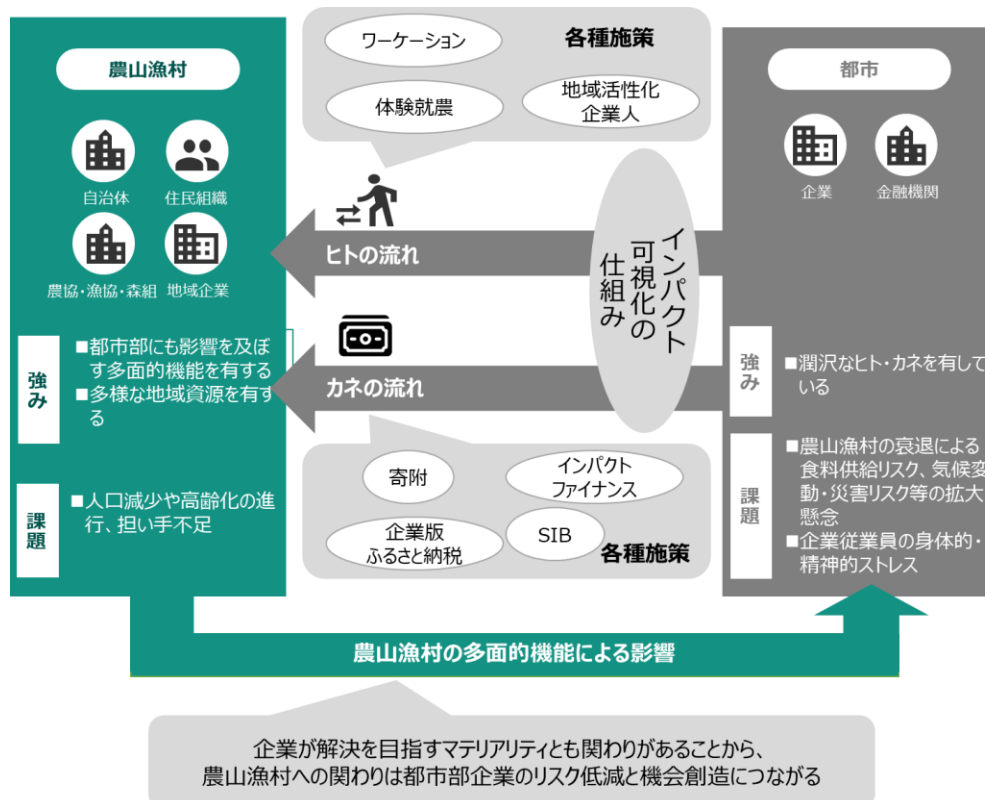 農山漁村
自治体
住民組織
農協・漁協・森組
地域企業
強み
■都市部にも影響を及ぼ
す多面的機能を有する
■多様な地域資源を有す
る
課題
■人口減少や高齢化の進
行、担い手不足
各種施策
ワーケーション
体験就農
地域活性化
企業人
ヒトの流れ
カネの流れ
インパクト
可視化の
仕組み
寄附
インパクト
ファイナンス
企業版
ふるさと納税
SIB
各種施策
都市
企業
金融機関
強み
■潤沢なヒト・カネを有して
いる
課題
■農山漁村の衰退による
食料供給リスク、気候変
動・災害リスク等の拡大
懸念
■企業従業員の身体的・
精神的ストレス
農山漁村の多面的機能による影響
企業が解決を目指すマテリアリティとも関わりがあることから、
農山漁村への関わりは都市部企業のリスク低減と機会創造につながる